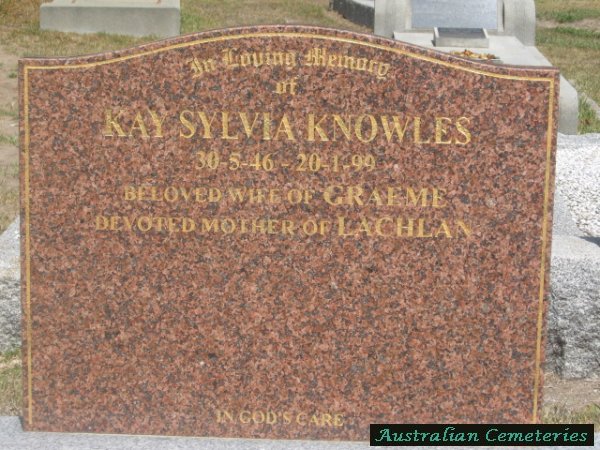 In Loving Memory
of
KAY SYLVIA KNOWLES
30-5-46 - 20-1-99
BELOVED WIFE OF GRAEME
DEVOTED MOTHER OF LACHLAN
IN GOD'S CARE
Australian Cemeteries